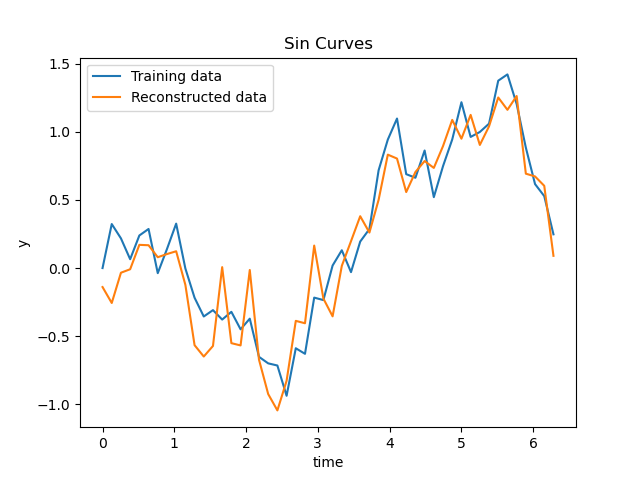 Sin Curves
Training data
Reconstructed data
1.5
1.0
0.5
0.0
−0.5
−1.0
y
0 1 2 3 4 5 6
time